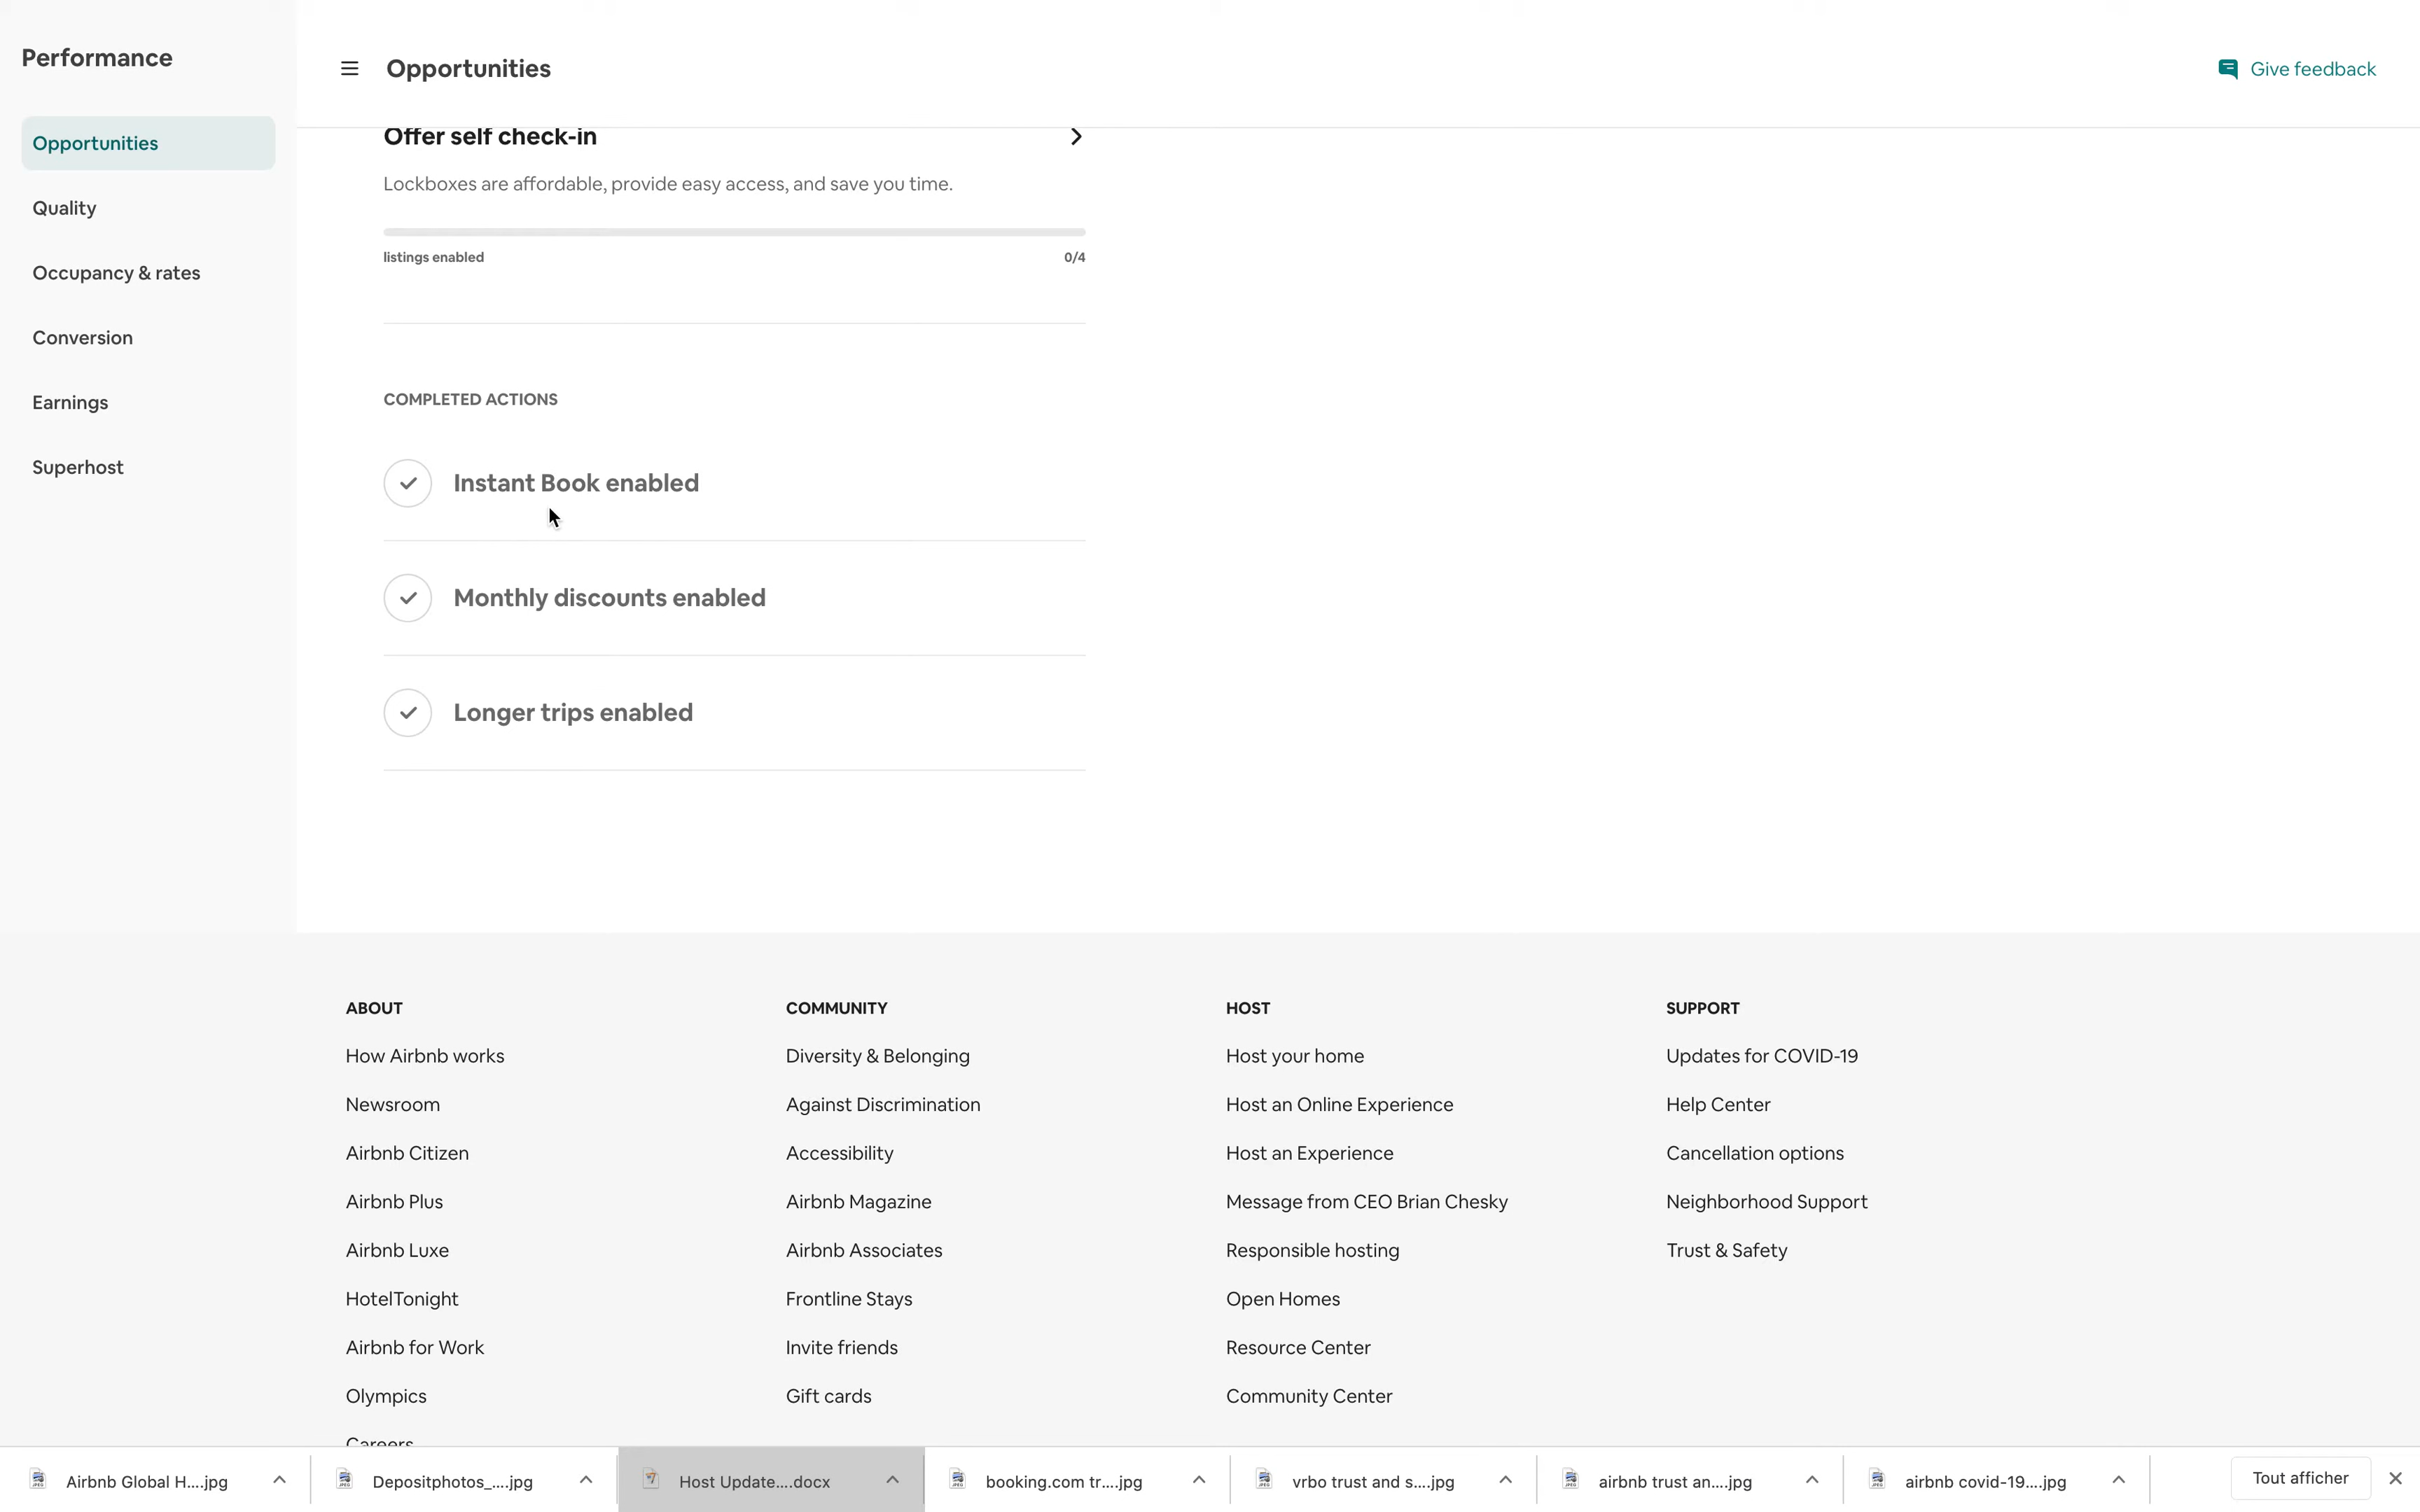 Performance
Opportunities
Quality
Occupancy & rates
Conversion
Earnings
Superhost
Opportunities
Give feedback
Offer self check-in
Lockboxes are affordable, provide easy access, and save you time.
listings enabled
0/4
COMPLETED ACTIONS
Instant Book enabled
Monthly discounts enabled
Longer trips enabled
ABOUT
How Airbnb works
Newsroom
Airbnb Citizen
Airbnb Plus
Airbnb Luxe
HotelTonight
Airbnb for Work
Olympics
Careers
COMMUNITY
Diversity & Belonging
Against Discrimination
Accessibility
Airbnb Magazine
Airbnb Associates
Frontline Stays
Invite friends
Gift cards
HOST
Host your home
Host an Online Experience
Host an Experience
Message from CEO Brian Chesky
Responsible hosting
Open Homes
Resource Center
Community Center
SUPPORT
Updates for COVID-19
Help Center
Cancellation options
Neighborhood Support
Trust & Safety
Airbnb Global H....jpg
Depositphotos_....jpg
Host Update....docx
booking.com tr....jpg
vrbo trust and s....jpg
airbnb trust an....jpg
airbnb covid-19....jpg
Tout afficher